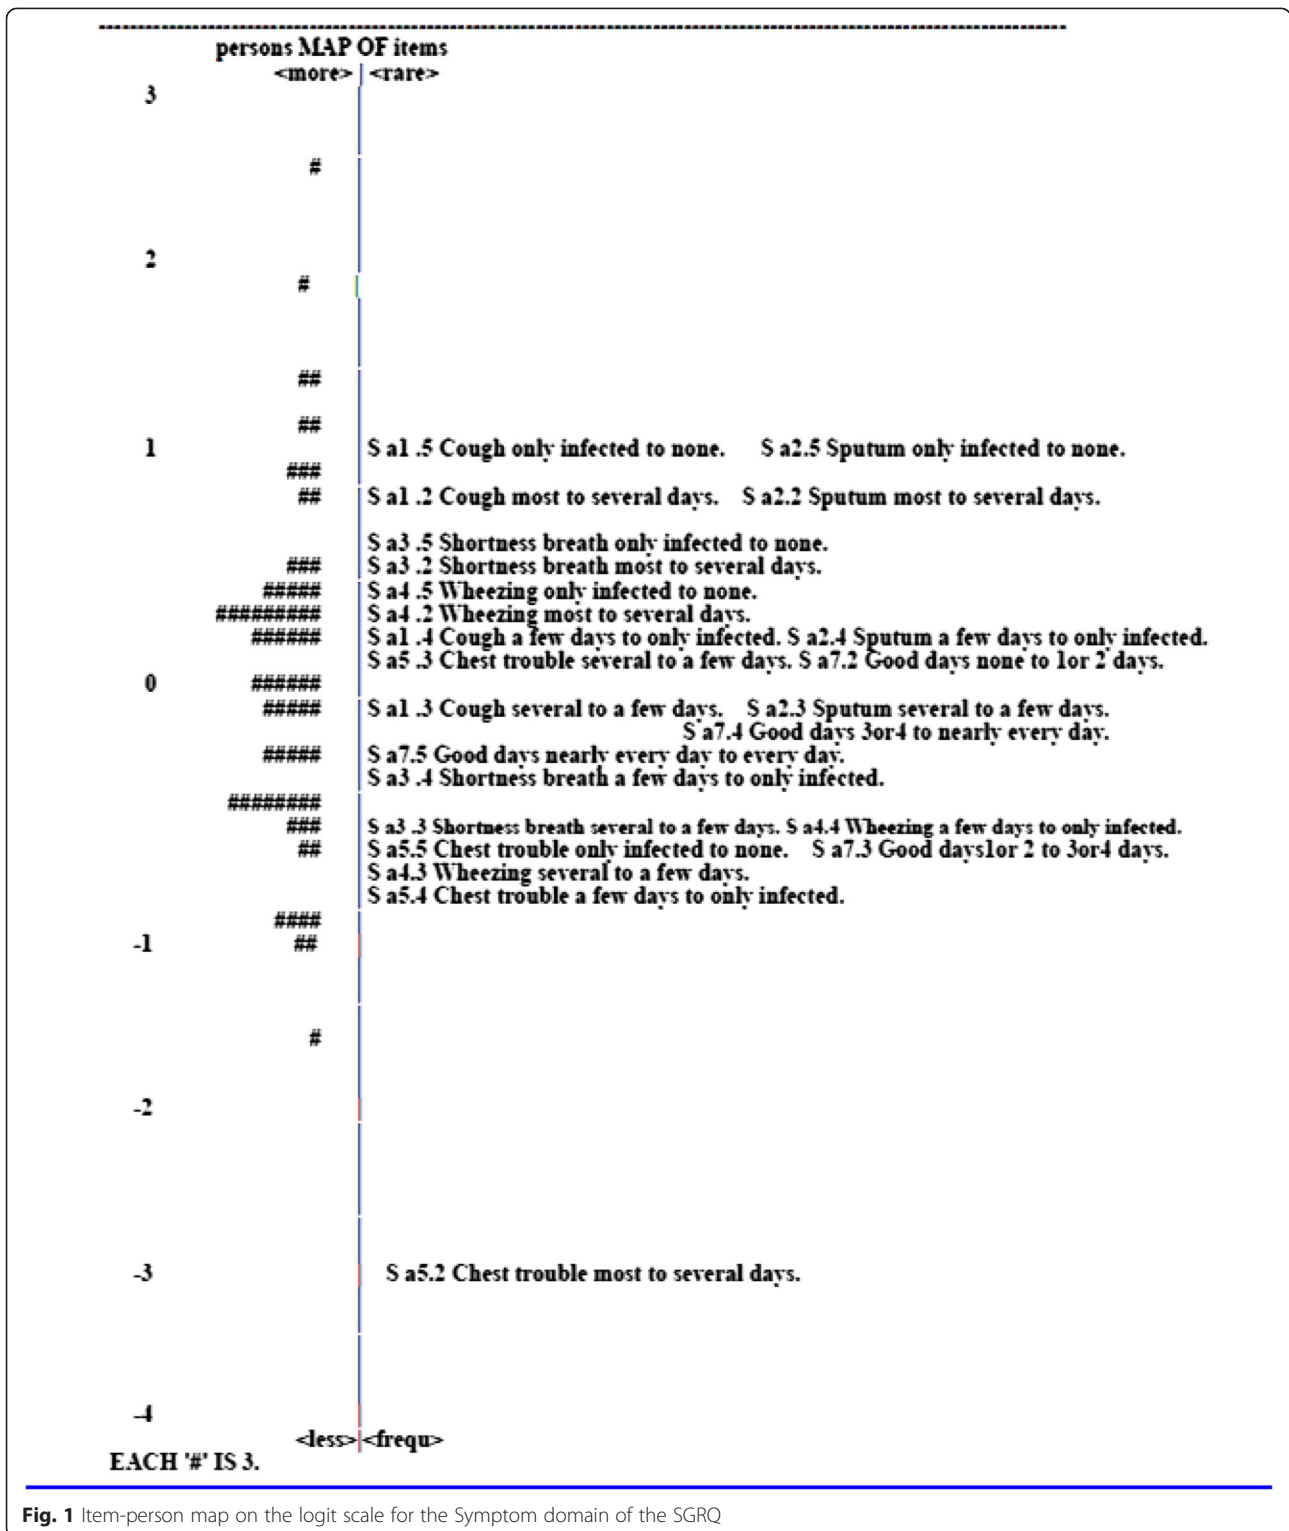 persons MAP OF items
<more> | <rare>
3
#
2
#
##
##
1 S a1 .5 Cough only infected to none. S a2.5 Sputum only infected to none.
###
## S a1 .2 Cough most to several days. S a2.2 Sputum most to several days.
S a3 .5 Shortness breath only infected to none.
### S a3 .2 Shortness breath most to several days.
##### S a4 .5 Wheezing only infected to none.
######### S a4 .2 Wheezing most to several days.
###### S a1 .4 Cough a few days to only infected. S a2.4 Sputum a few days to only infected.
S a5 .3 Chest trouble several to a few days. S a7.2 Good days none to 1or 2 days.
0 ######
##### S a1 .3 Cough several to a few days. S a2.3 Sputum several to a few days.
S a7.4 Good days 3or4 to nearly every day.
##### S a7.5 Good days nearly every day to every day.
S a3 .4 Shortness breath a few days to only infected.
########
### S a3 .3 Shortness breath several to a few days. S a4.4 Wheezing a few days to only infected.
## S a5.5 Chest trouble only infected to none. S a7.3 Good days1or 2 to 3or4 days.
S a4.3 Wheezing several to a few days.
S a5.4 Chest trouble a few days to only infected.
####
-1 ##
#
-2
-3 S a5.2 Chest trouble most to several days.
-4
<less>|<frequ>
EACH '#' IS 3.
Fig. 1 Item-person map on the logit scale for the Symptom domain of the SGRQ